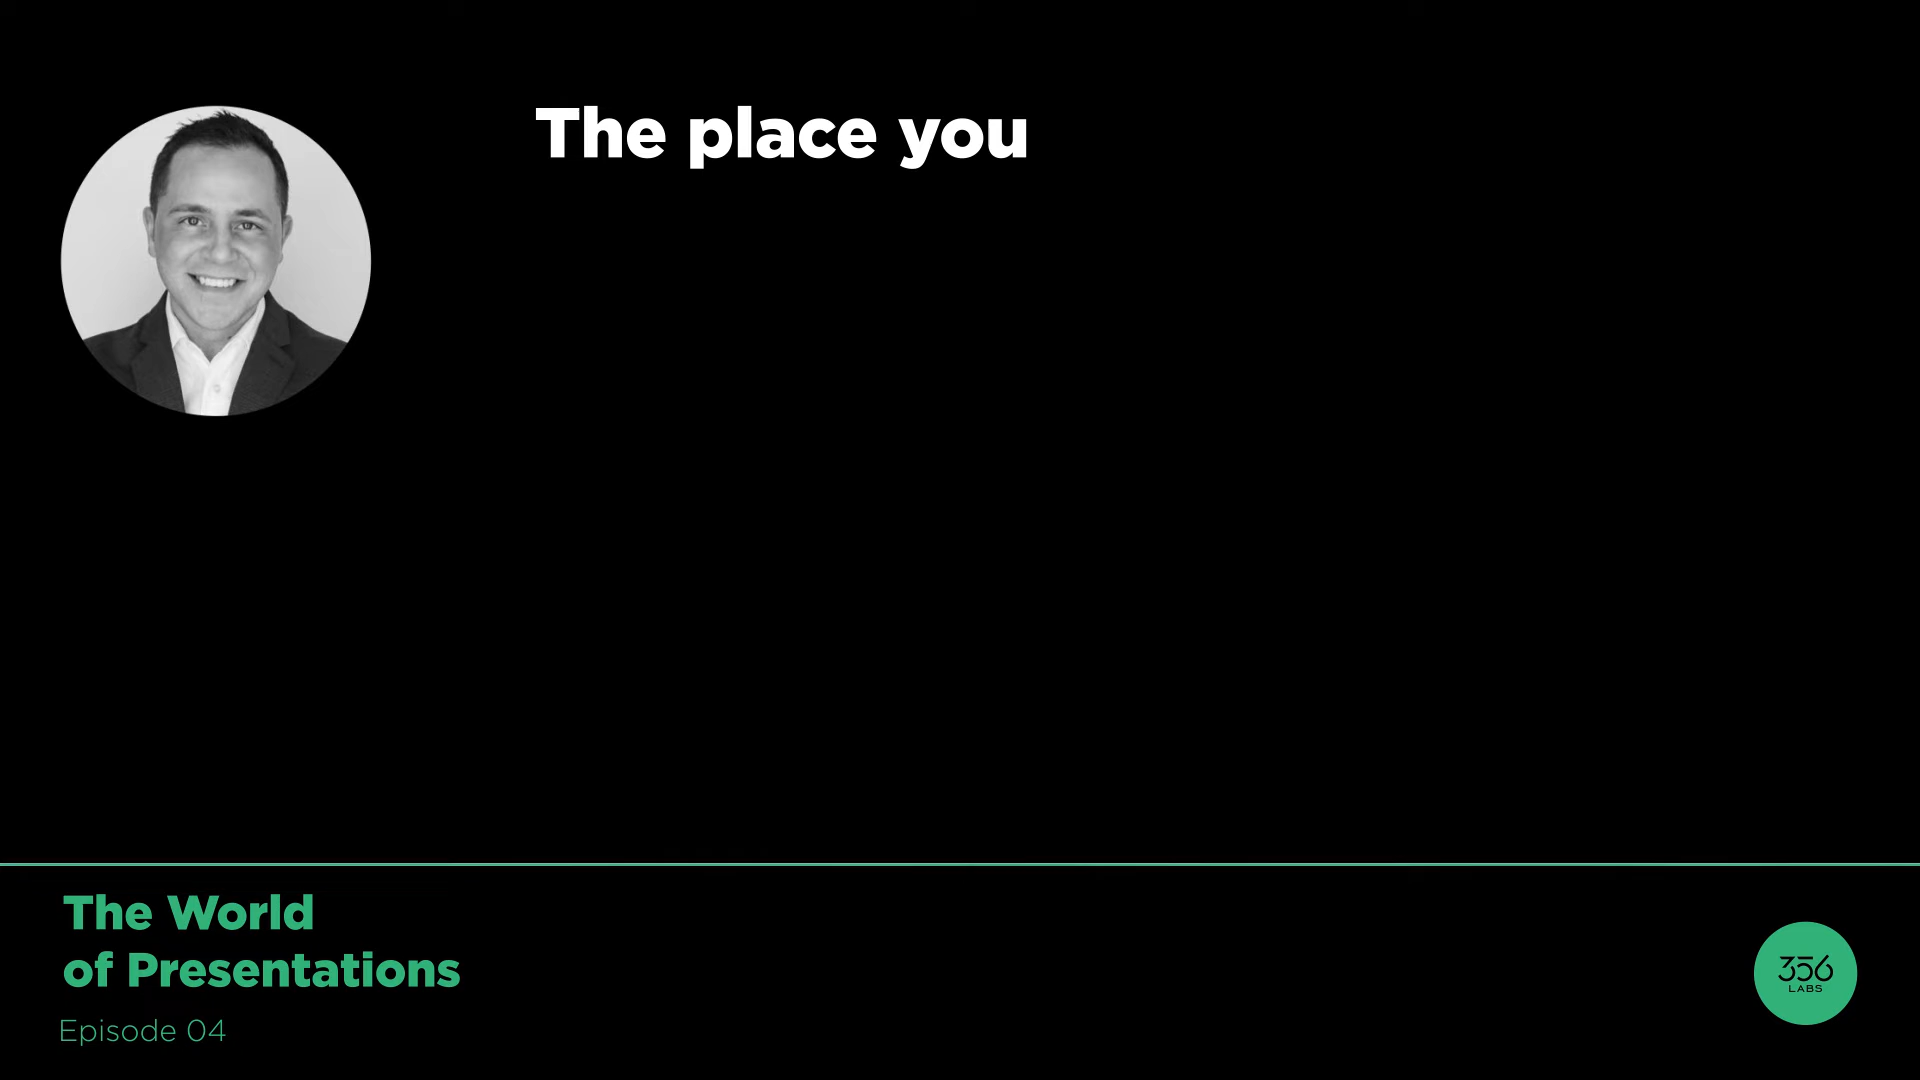 The place you
The World
of Presentations
Episode 04
356
LABS